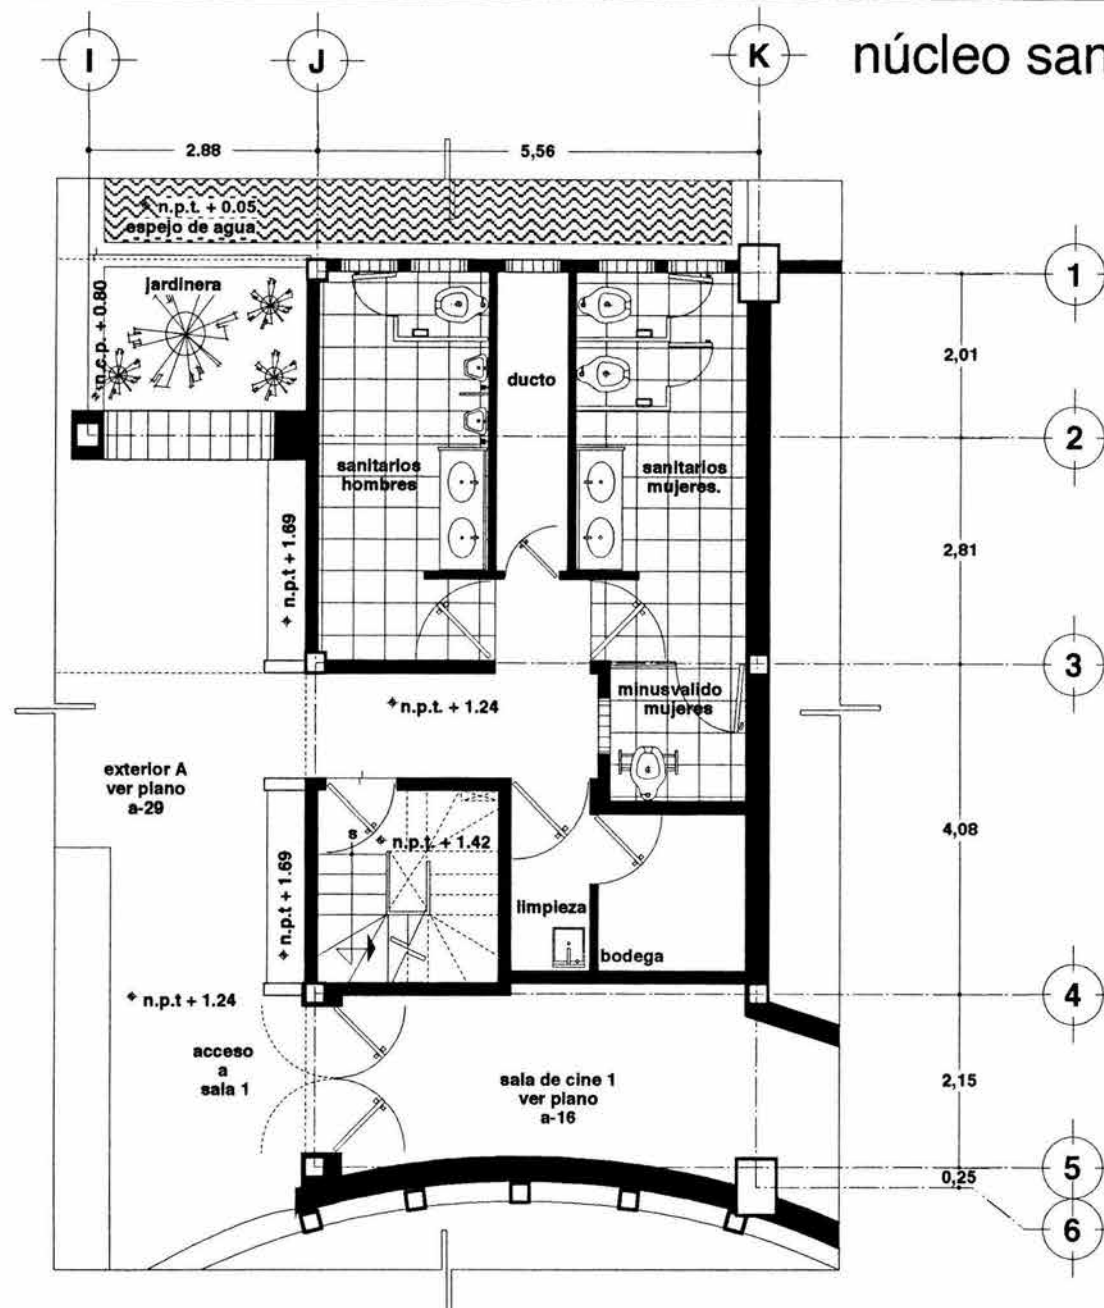 I
J
K
núcleo san
2.88
5,56
n.p.t. + 0.05
espejo de agua
jardinera
n.c.p. + 0.80
1
2,01
ducto
2
sanitarios
hombres
sanitarios
mujeres.
n.p.t + 1.69
2,81
3
minusvalido
mujeres
n.p.t. + 1.24
exterior A
ver plano
a-29
s
n.p.t. + 1.42
4,08
n.p.t + 1.69
limpieza
bodega
n.p.t + 1.24
4
acceso
a
sala 1
sala de cine 1
ver plano
a-16
2,15
5
0,25
6